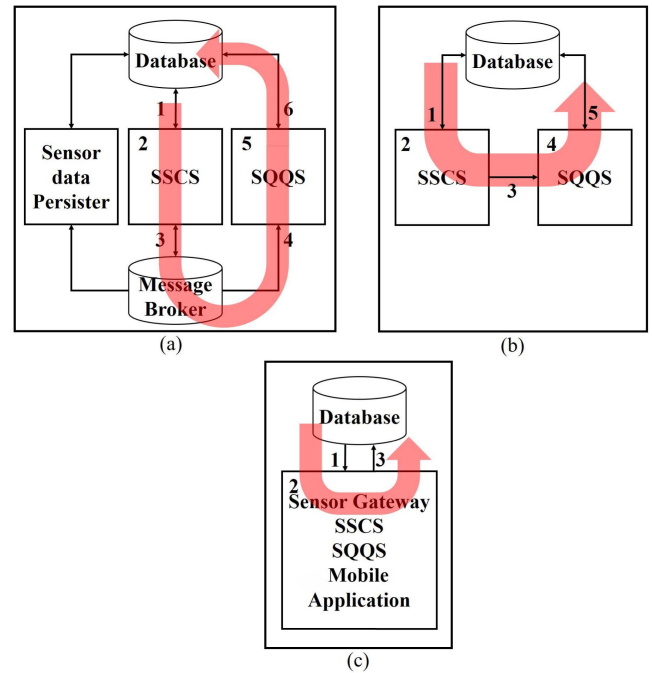 Database
1
6
2
5
Sensor
data
Persister
SSCS
SQQS
3
4
Message
Broker
(a)
Database
1
5
2
4
SSCS
SQQS
3
(b)
Database
1
3
2
Sensor Gateway
SSCS
SQQS
Mobile
Application
(c)